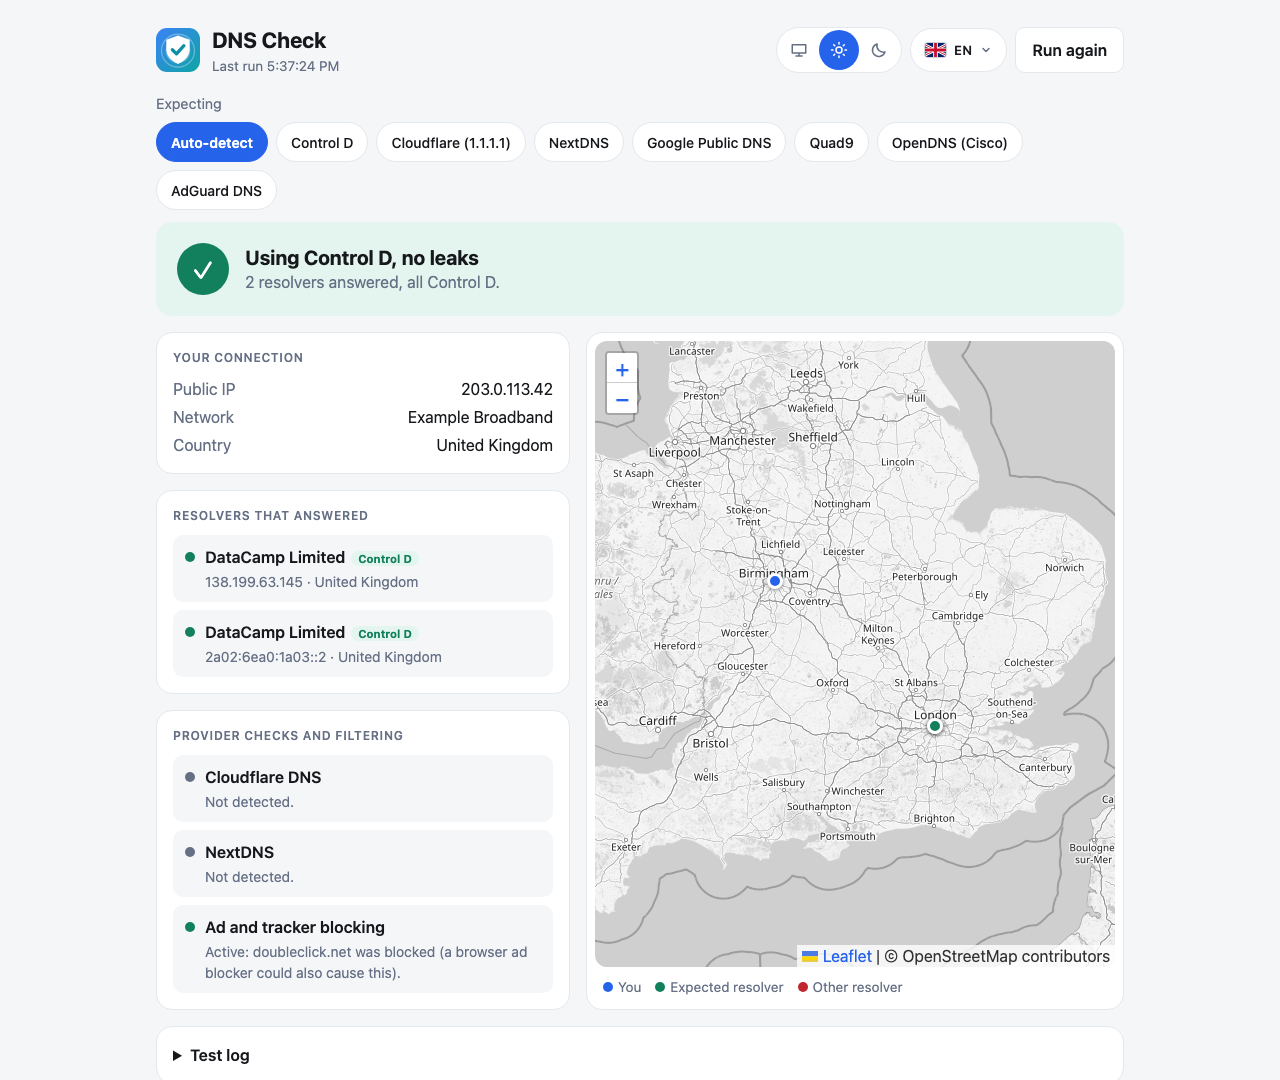 DNS Check
Last run 5:37:24 PM
EN
Run again
Expecting
Auto-detect
Control D
Cloudflare (1.1.1.1)
NextDNS
Google Public DNS
Quad9
OpenDNS (Cisco)
AdGuard DNS
Using Control D, no leaks
2 resolvers answered, all Control D.
YOUR CONNECTION
Public IP 203.0.113.42
Network Example Broadband
Country United Kingdom
RESOLVERS THAT ANSWERED
DataCamp Limited Control D
138.199.63.145 · United Kingdom
DataCamp Limited Control D
2a02:6ea0:1a03::2 · United Kingdom
PROVIDER CHECKS AND FILTERING
Cloudflare DNS
Not detected.
NextDNS
Not detected.
Ad and tracker blocking
Active: doubleclick.net was blocked (a browser ad
blocker could also cause this).
+
−
Lancaster
York
Leeds
Preston
Hull
Wakefield
Manchester
Sheffield
Liverpool
Lincoln
St Asaph
Chester
Wrexham
Nottingham
Stoke-on-
Trent
Lichfield
Leicester
Norwich
Birmingham
Peterborough
mru /
ales
Ely
Coventry
Cambridge
Worcester
Milton
Keynes
Hereford
Gloucester
Colchester
Oxford
St Albans
sea
Southend-
on-Sea
London
Cardiff
Bristol
Canterbury
Wells
Salisbury
Winchester
Ca
Southampton
Brighton
Portsmouth
Exeter
Boulogne
sur-Mer
Leaflet | © OpenStreetMap contributors
You
Expected resolver
Other resolver
Test log